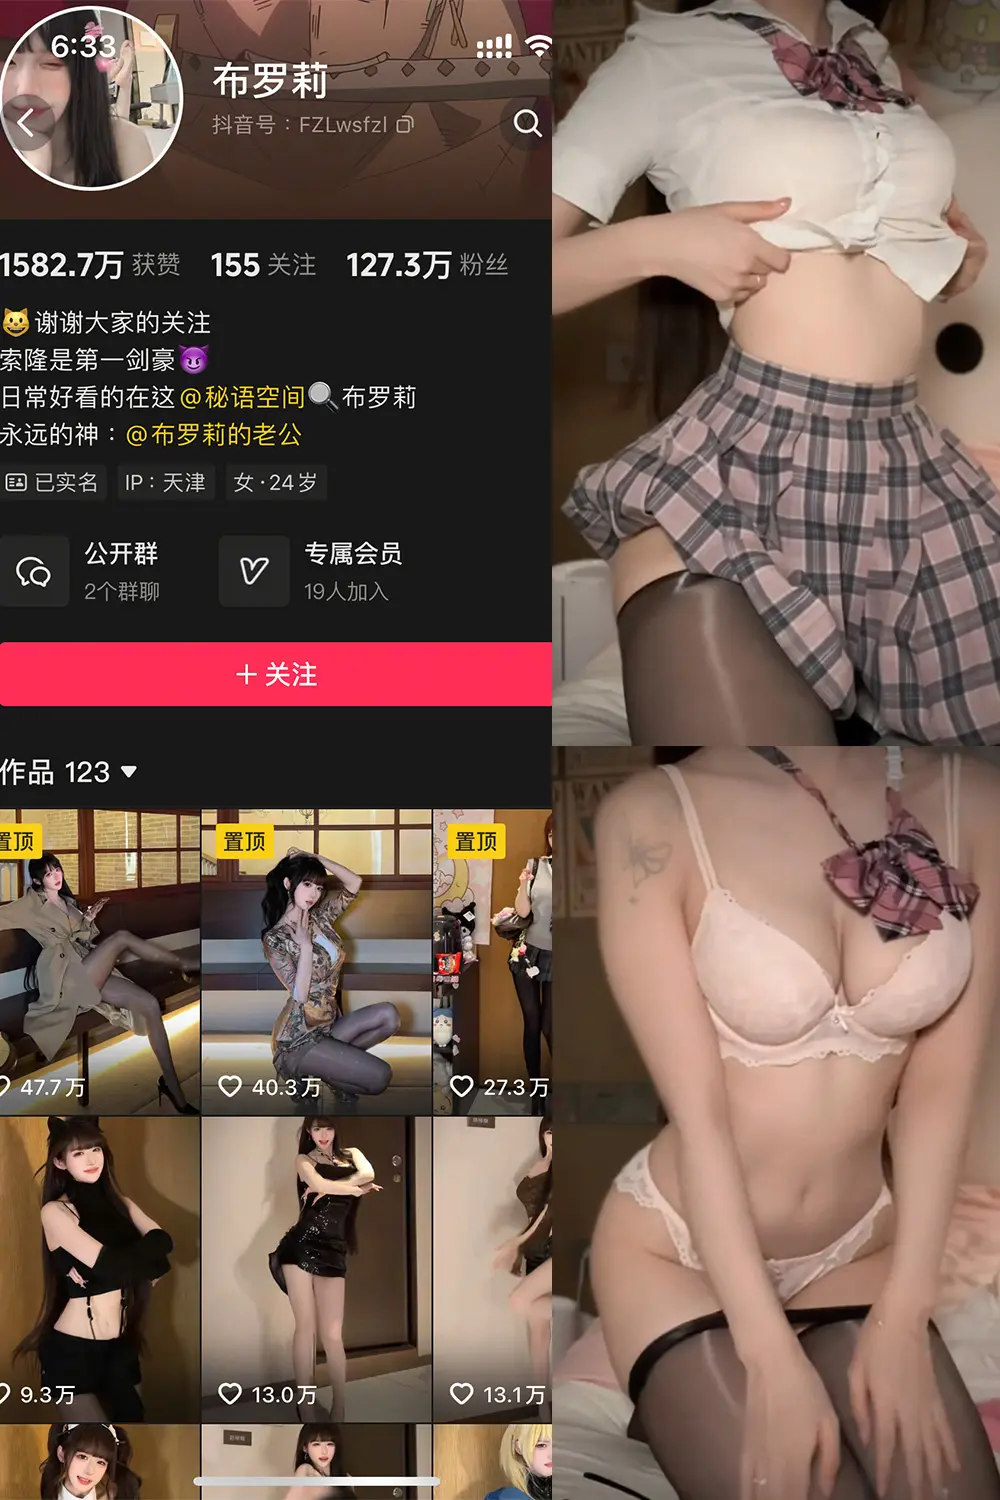 6:33
布罗莉
抖音号：FZLwsfzl
1582.7万 获赞 155 关注 127.3万 粉丝
😺谢谢大家的关注
索隆是第一剑豪😈
日常好看的在这@秘语空间🔍布罗莉
永远的神：@布罗莉的老公
已实名 IP：天津 女·24岁
公开群 专属会员
2个群聊 19人加入
+ 关注
作品 123
置顶 置顶 置顶
47.7万 40.3万 27.3万
9.3万 13.0万 13.1万